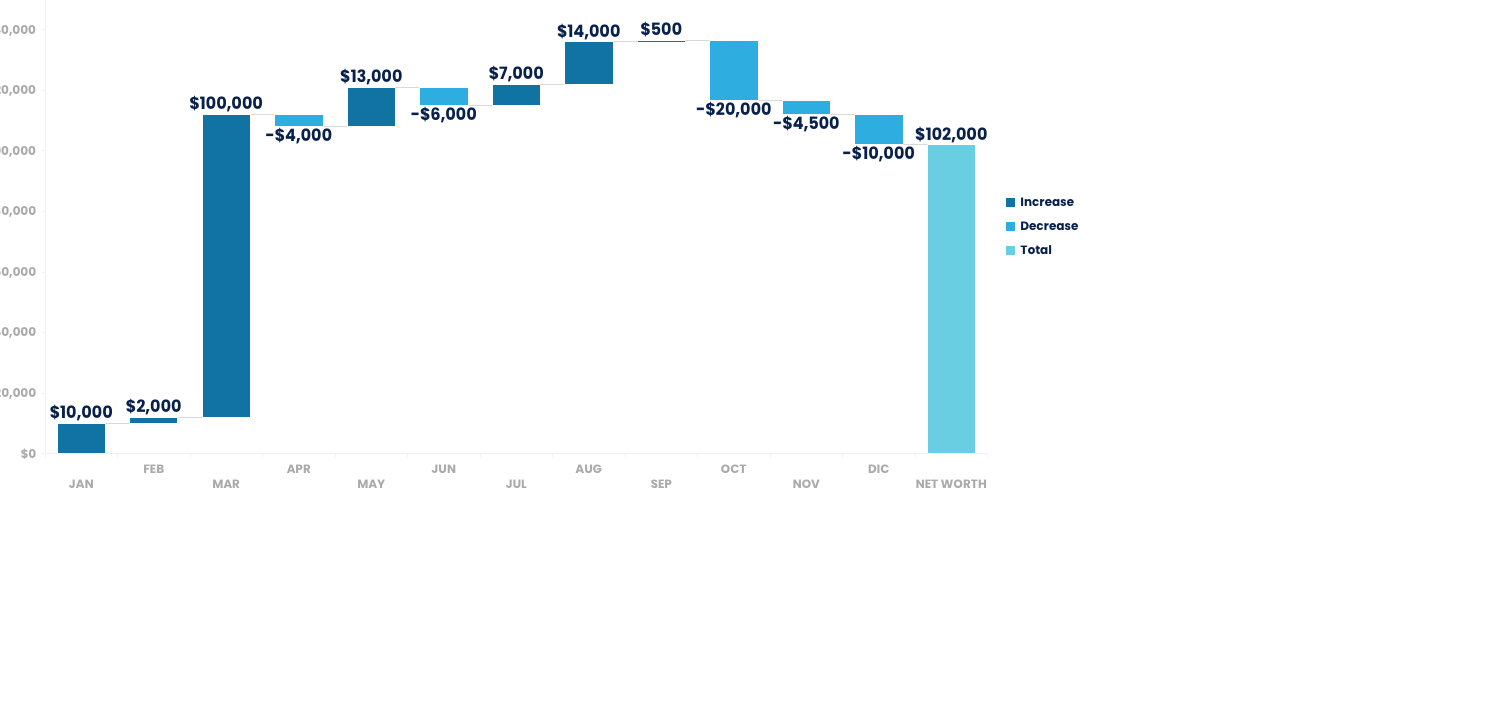 $14,000
$500
$13,000
$7,000
$100,000
-$6,000
-$20,000
-$4,500
-$4,000
$102,000
-$10,000
Increase
Decrease
Total
$10,000
$2,000
$0
JAN
FEB
MAR
APR
MAY
JUN
JUL
AUG
SEP
OCT
NOV
DIC
NET WORTH